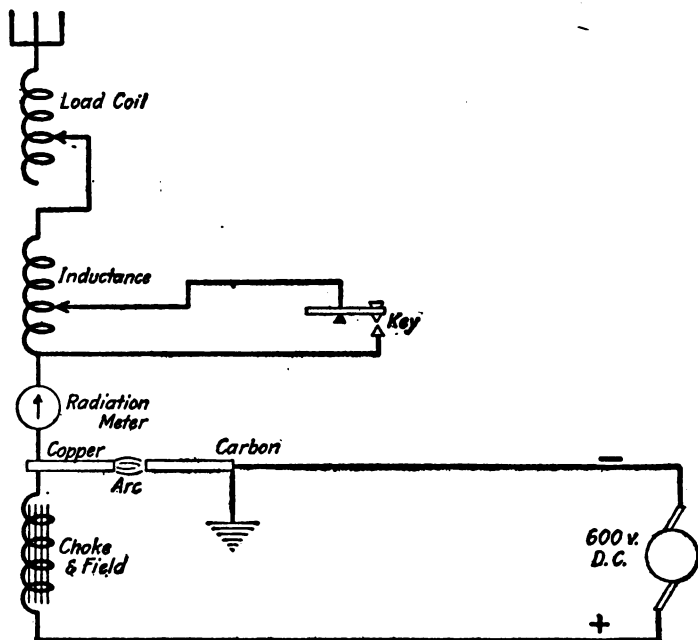 Load Coil
Inductance
Key
Radiation
Meter
Copper
Carbon
Arc
−
Choke
& Field
600 v.
D.C.
+